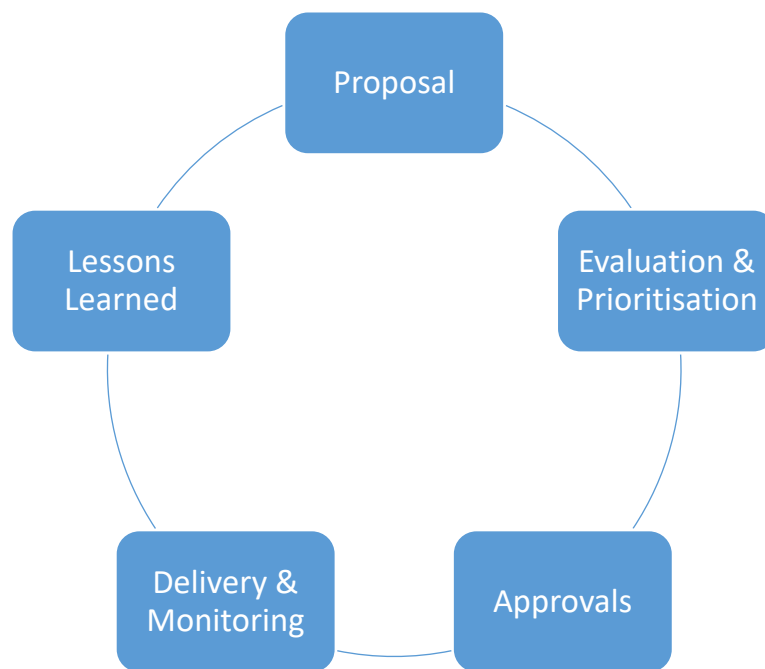 Proposal
Evaluation &
Prioritisation
Approvals
Delivery &
Monitoring
Lessons
Learned